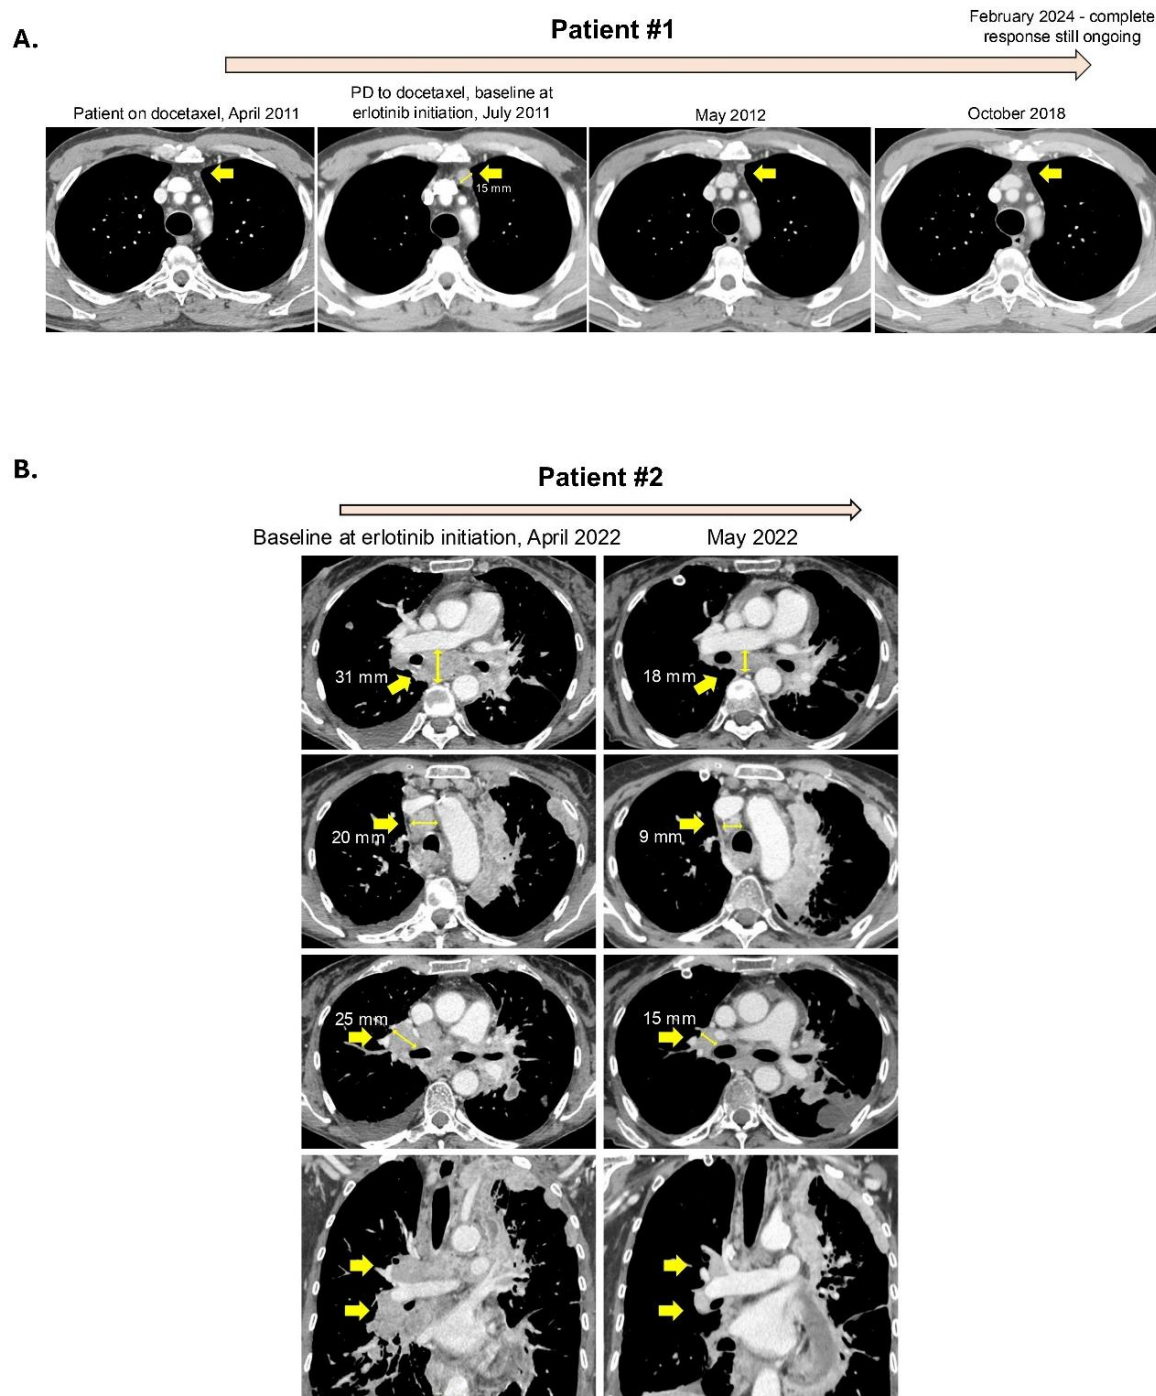 A.
Patient #1
February 2024 - complete
response still ongoing
Patient on docetaxel, April 2011
PD to docetaxel, baseline at
erlotinib initiation, July 2011
May 2012
October 2018
15 mm
B.
Patient #2
Baseline at erlotinib initiation, April 2022
May 2022
31 mm
18 mm
20 mm
9 mm
25 mm
15 mm